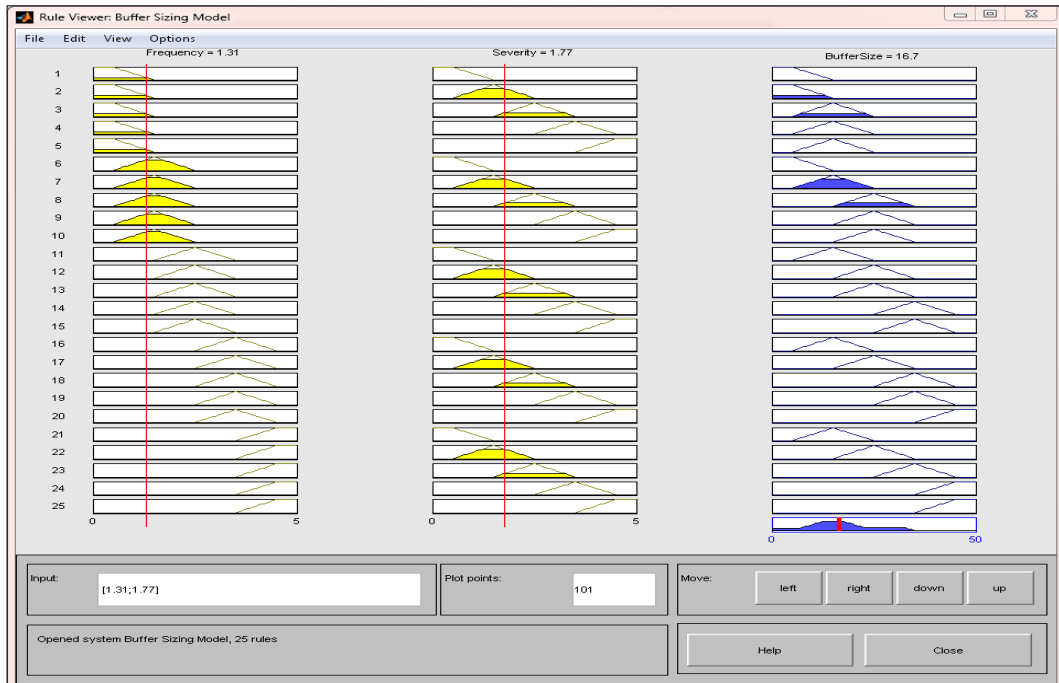 Rule Viewer: Buffer Sizing Model
File Edit View Options
Frequency = 1.31
Severity = 1.77
BufferSize = 16.7
1
2
3
4
5
6
7
8
9
10
11
12
13
14
15
16
17
18
19
20
21
22
23
24
25
0 5
0 5
0 50
Input: [1.31;1.77]
Plot points: 101
Move: left right down up
Opened system Buffer Sizing Model, 25 rules
Help Close